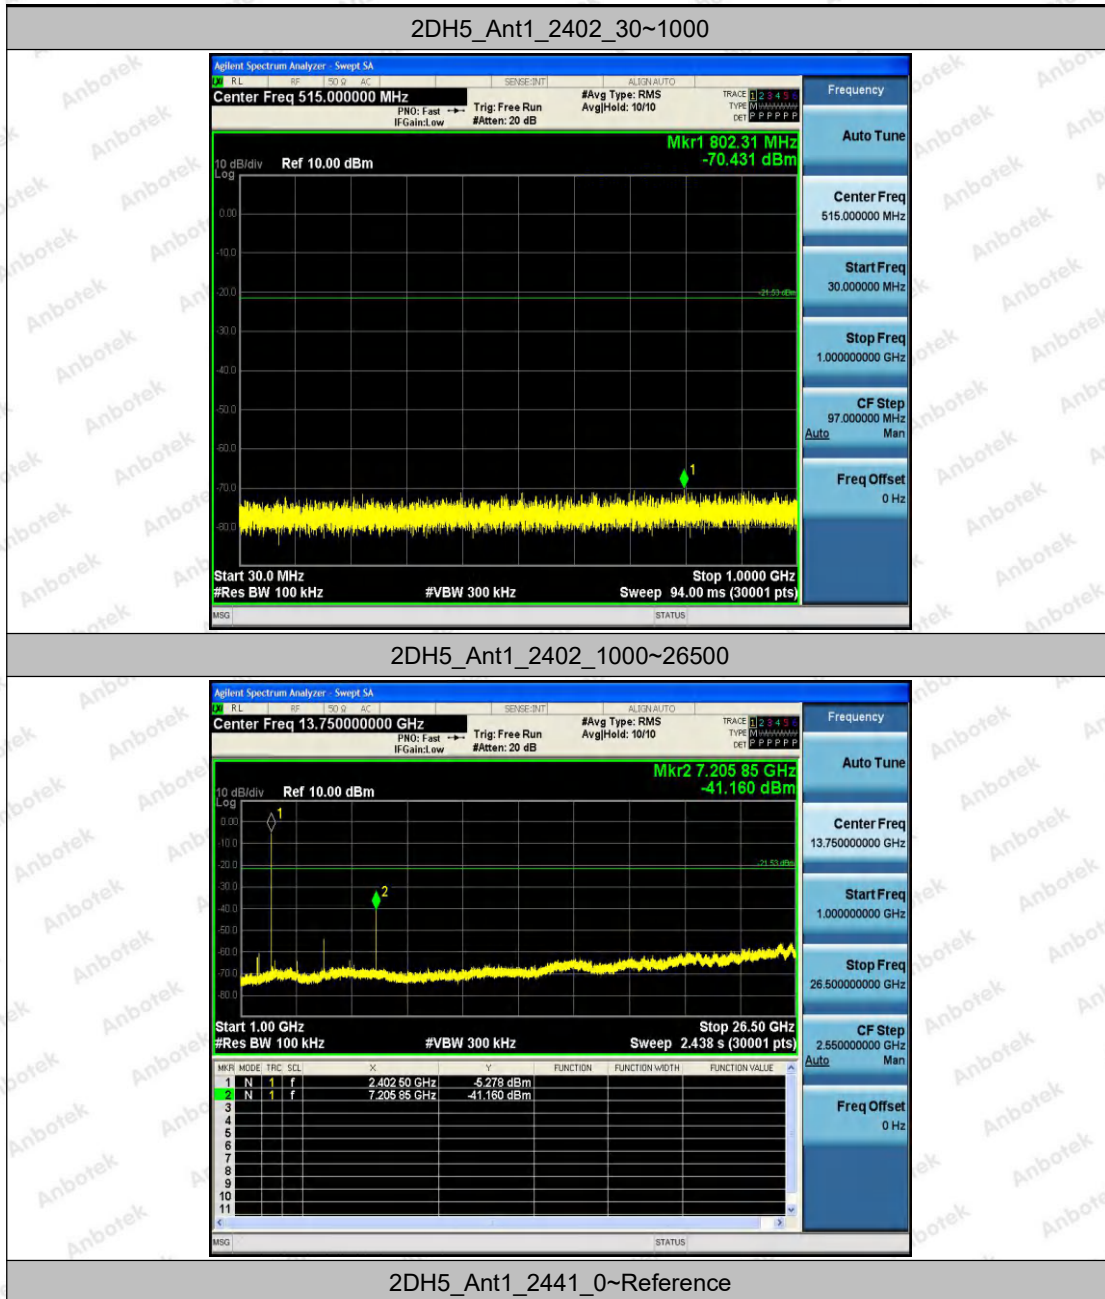 2DH5_Ant1_2402_30~1000
Agilent Spectrum Analyzer - Swept SA
RL RF 50 Ω AC SENSE:INT ALIGN AUTO
Center Freq 515.000000 MHz
PNO: Fast
IFGain:Low
Trig: Free Run
#Atten: 20 dB
#Avg Type: RMS
Avg|Hold: 10/10
TRACE 1 2 3 4 5 6
TYPE M
DET P P P P P P
Frequency
Mkr1 802.31 MHz
-70.431 dBm
10 dB/div Ref 10.00 dBm
Log
0.00
-10.0
-20.0
-21.53 dBm
-30.0
-40.0
-50.0
-60.0
-70.0
-80.0
1
Start 30.0 MHz Stop 1.0000 GHz
#Res BW 100 kHz #VBW 300 kHz Sweep 94.00 ms (30001 pts)
MSG STATUS
Auto Tune
Center Freq
515.000000 MHz
Start Freq
30.000000 MHz
Stop Freq
1.000000000 GHz
CF Step
97.000000 MHz
Auto Man
Freq Offset
0 Hz
2DH5_Ant1_2402_1000~26500
Agilent Spectrum Analyzer - Swept SA
RL RF 50 Ω AC SENSE:INT ALIGN AUTO
Center Freq 13.750000000 GHz
PNO: Fast
IFGain:Low
Trig: Free Run
#Atten: 20 dB
#Avg Type: RMS
Avg|Hold: 10/10
TRACE 1 2 3 4 5 6
TYPE M
DET P P P P P P
Frequency
Mkr2 7.205 85 GHz
-41.160 dBm
10 dB/div Ref 10.00 dBm
Log
0.00
-10.0
-20.0
-21.53 dBm
-30.0
-40.0
-50.0
-60.0
-70.0
-80.0
1
2
Start 1.00 GHz Stop 26.50 GHz
#Res BW 100 kHz #VBW 300 kHz Sweep 2.438 s (30001 pts)
MKR MODE TRC SCL X Y FUNCTION FUNCTION WIDTH FUNCTION VALUE
1 N 1 f 2.402 50 GHz -5.278 dBm
2 N 1 f 7.205 85 GHz -41.160 dBm
3
4
5
6
7
8
9
10
11
MSG STATUS
Auto Tune
Center Freq
13.750000000 GHz
Start Freq
1.000000000 GHz
Stop Freq
26.500000000 GHz
CF Step
2.550000000 GHz
Auto Man
Freq Offset
0 Hz
2DH5_Ant1_2441_0~Reference
Anbotek